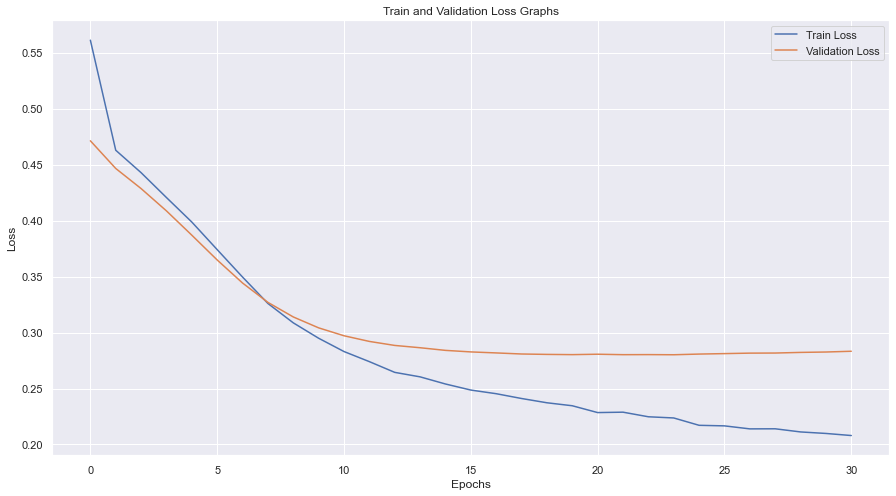 Train and Validation Loss Graphs
Train Loss
Validation Loss
0.55
0.50
0.45
0.40
0.35
0.30
0.25
0.20
Loss
0 5 10 15 20 25 30
Epochs